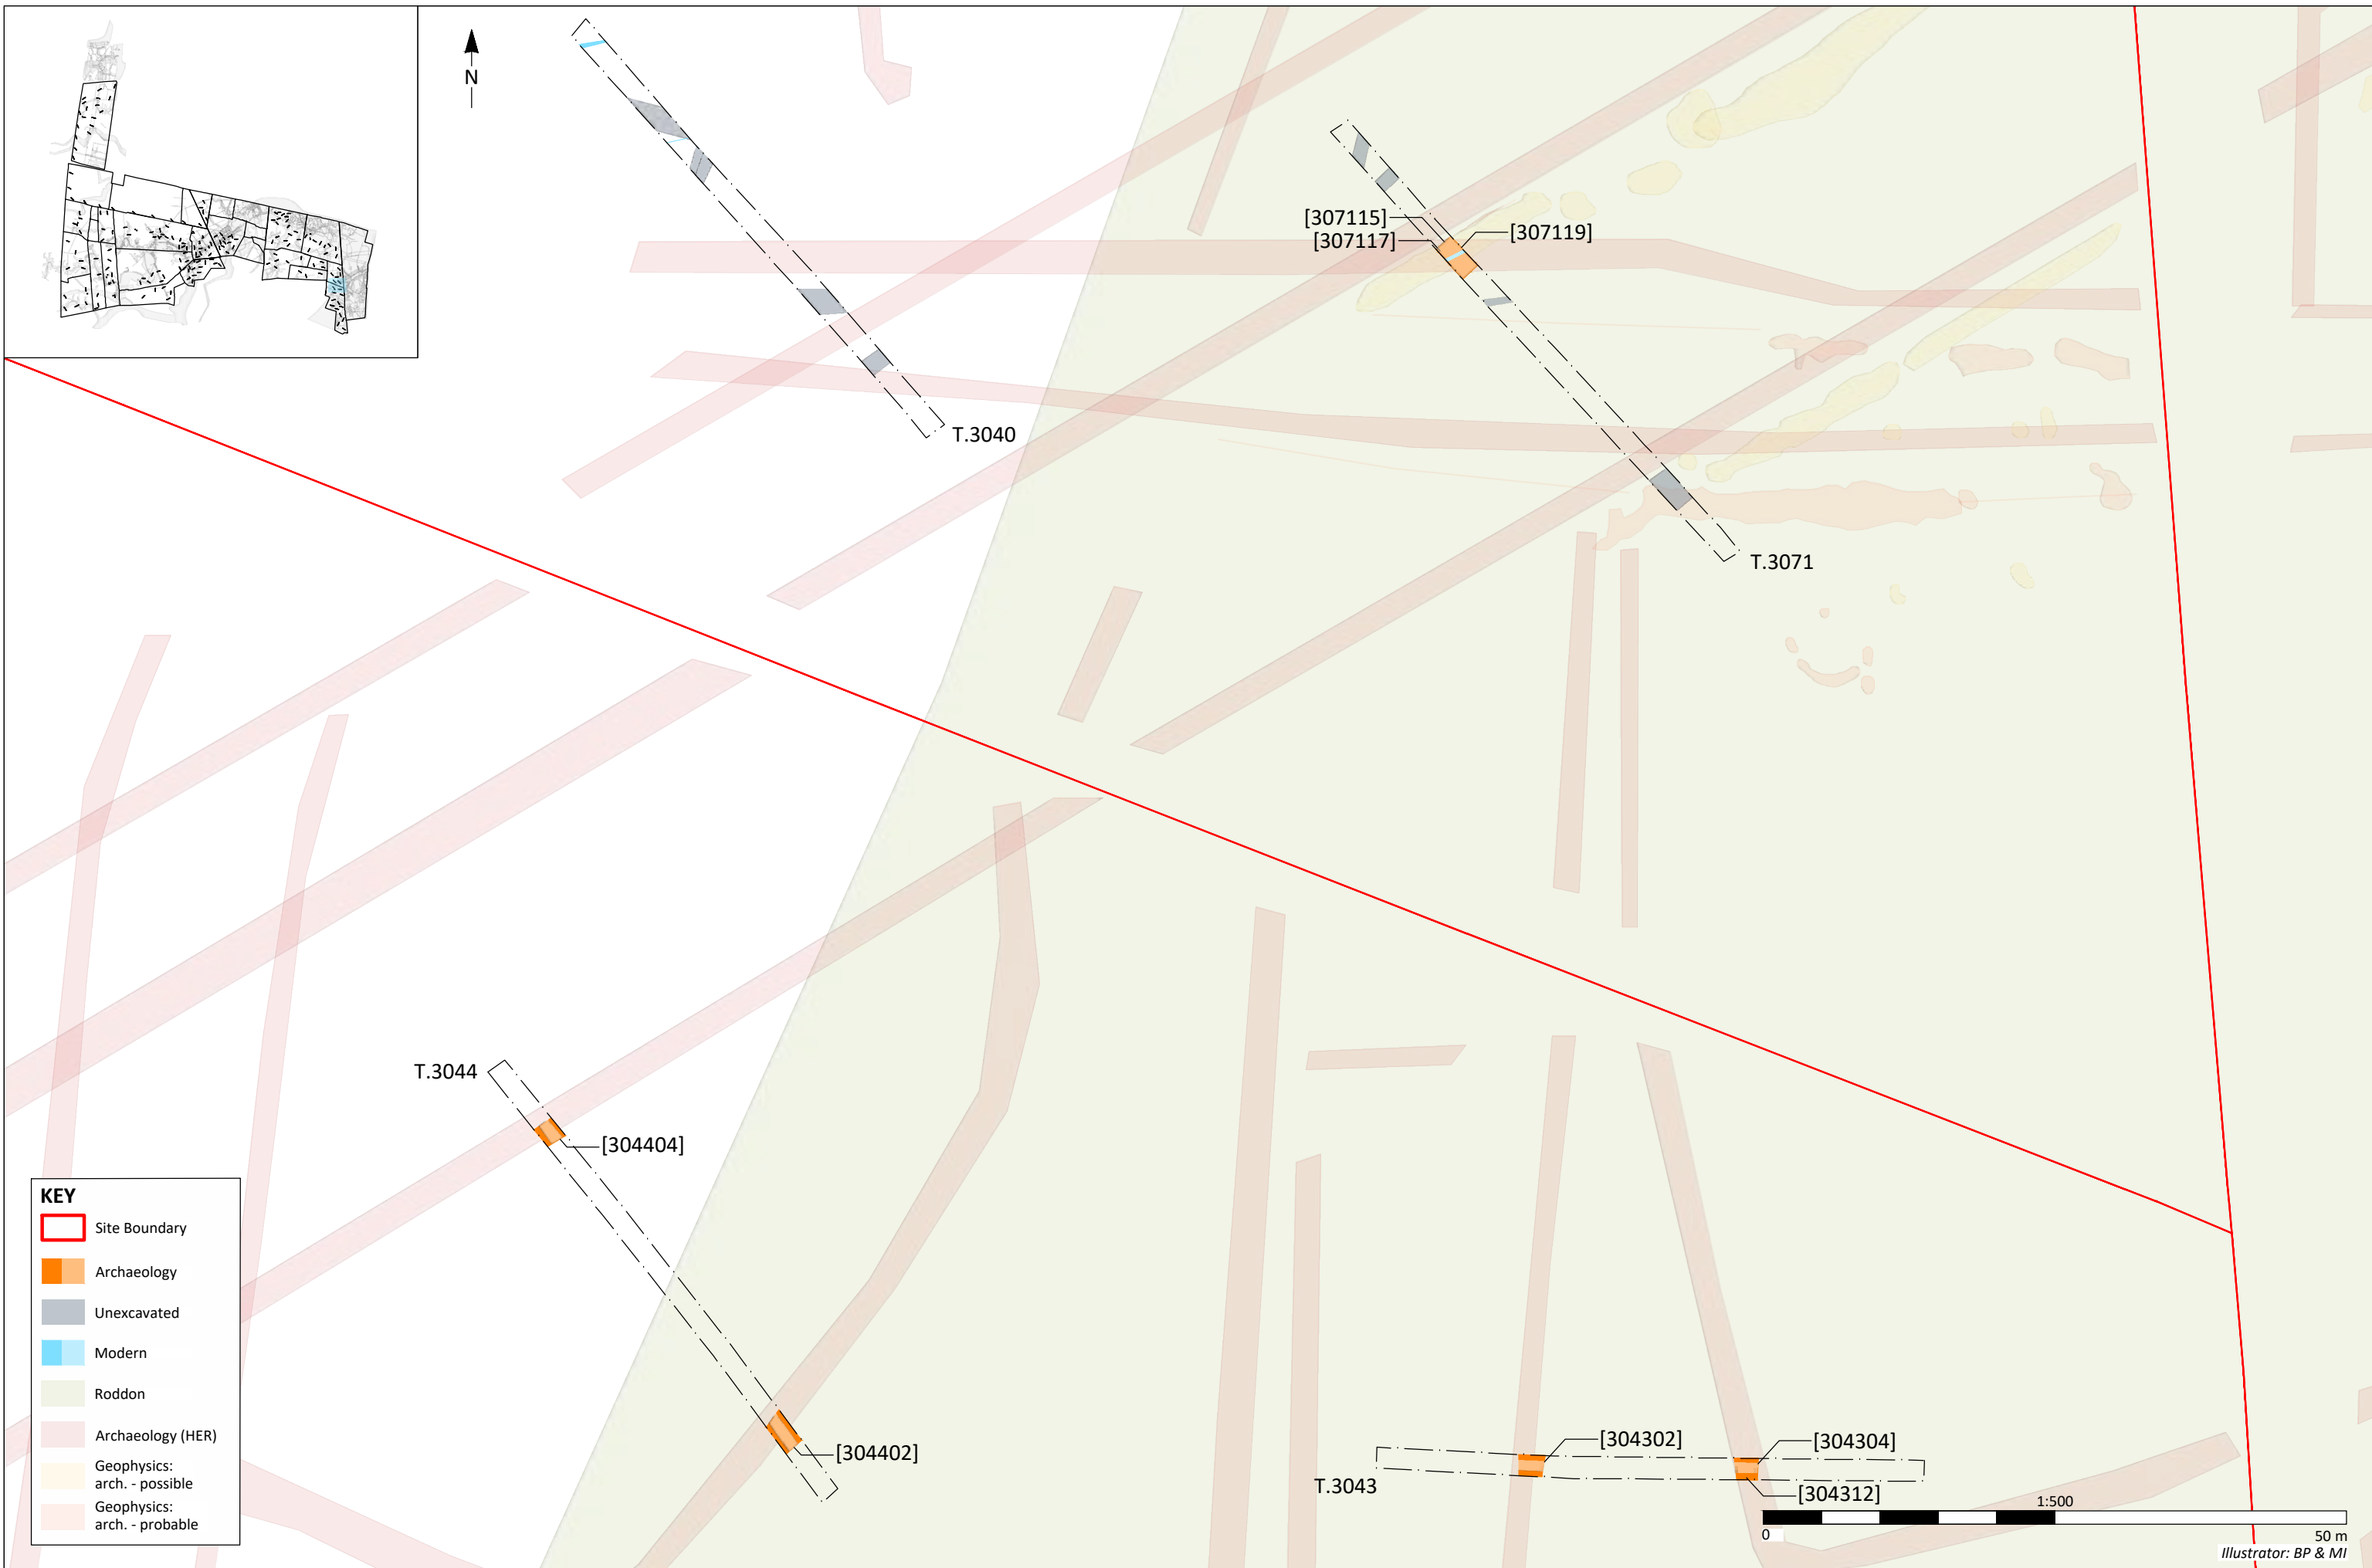 N
[307115]
[307117]
[307119]
T.3040
T.3071
T.3044
[304404]
[304402]
[304302]
[304304]
[304312]
T.3043
KEY
Site Boundary
Archaeology
Unexcavated
Modern
Roddon
Archaeology (HER)
Geophysics:
arch. - possible
Geophysics:
arch. - probable
1:500
0
50 m
Illustrator: BP & MI